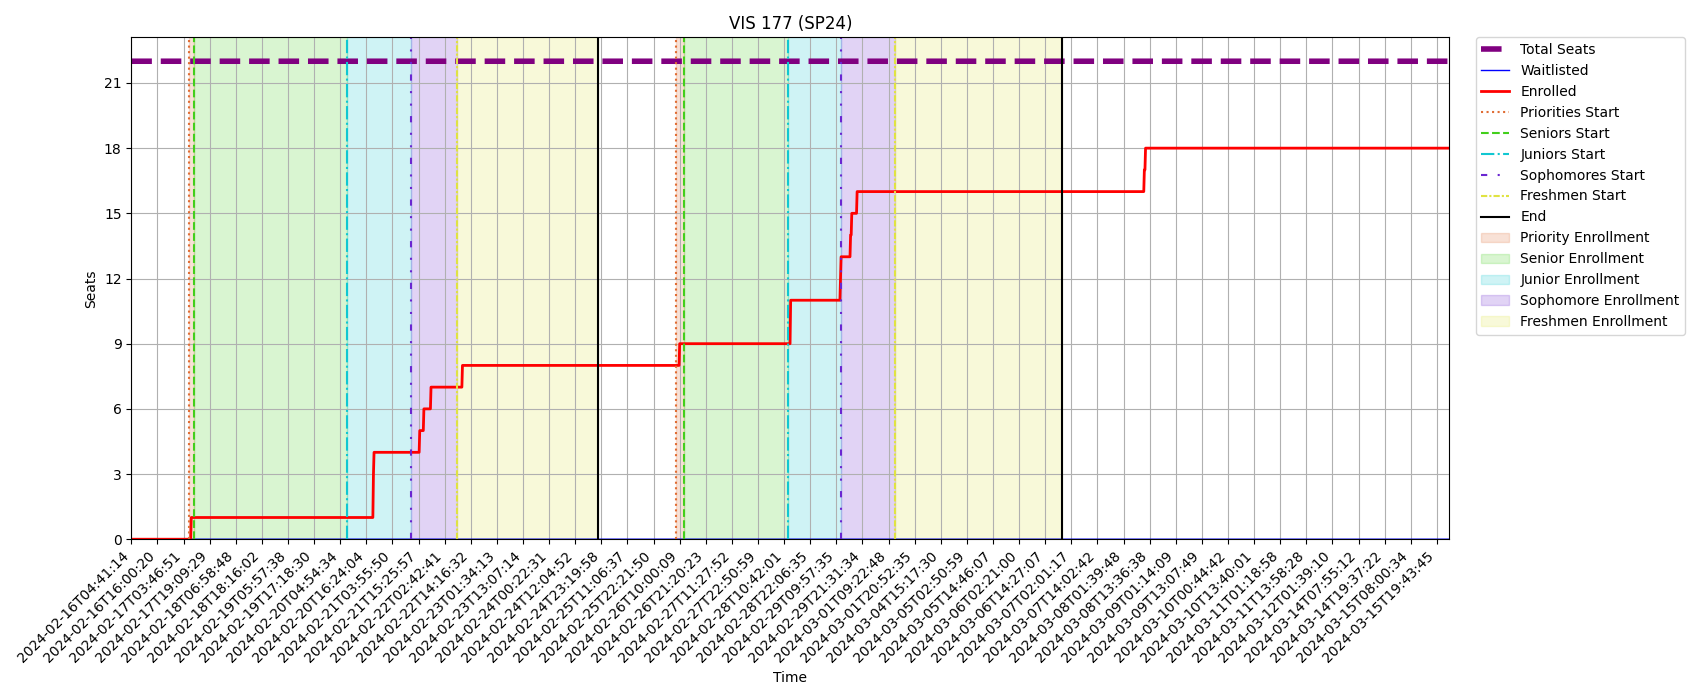 VIS 177 (SP24)
Total Seats
Waitlisted
Enrolled
Priorities Start
Seniors Start
Juniors Start
Sophomores Start
Freshmen Start
End
Priority Enrollment
Senior Enrollment
Junior Enrollment
Sophomore Enrollment
Freshmen Enrollment
Seats
21
18
15
12
9
6
3
0
2024-02-16T04:41:14
2024-02-16T16:00:20
2024-02-17T03:46:51
2024-02-17T19:09:29
2024-02-18T06:58:48
2024-02-18T18:16:02
2024-02-19T05:57:38
2024-02-19T17:18:30
2024-02-20T04:54:34
2024-02-20T16:24:04
2024-02-21T03:55:50
2024-02-21T15:25:57
2024-02-22T02:42:41
2024-02-22T14:16:32
2024-02-23T01:34:13
2024-02-23T13:07:14
2024-02-24T00:22:31
2024-02-24T12:04:52
2024-02-24T23:19:58
2024-02-25T11:06:37
2024-02-25T22:21:50
2024-02-26T10:00:09
2024-02-26T21:20:23
2024-02-27T11:27:52
2024-02-27T22:50:59
2024-02-28T10:42:01
2024-02-28T22:06:35
2024-02-29T09:57:35
2024-02-29T21:31:34
2024-03-01T09:22:48
2024-03-01T20:52:35
2024-03-04T15:17:30
2024-03-05T02:50:59
2024-03-05T14:46:07
2024-03-06T02:21:00
2024-03-06T14:27:07
2024-03-07T02:01:17
2024-03-07T14:02:42
2024-03-08T01:39:48
2024-03-08T13:36:38
2024-03-09T01:14:09
2024-03-09T13:07:49
2024-03-10T00:44:42
2024-03-10T13:40:01
2024-03-11T01:18:58
2024-03-11T13:58:28
2024-03-12T01:39:10
2024-03-14T07:55:12
2024-03-14T19:37:22
2024-03-15T08:00:34
2024-03-15T19:43:45
Time